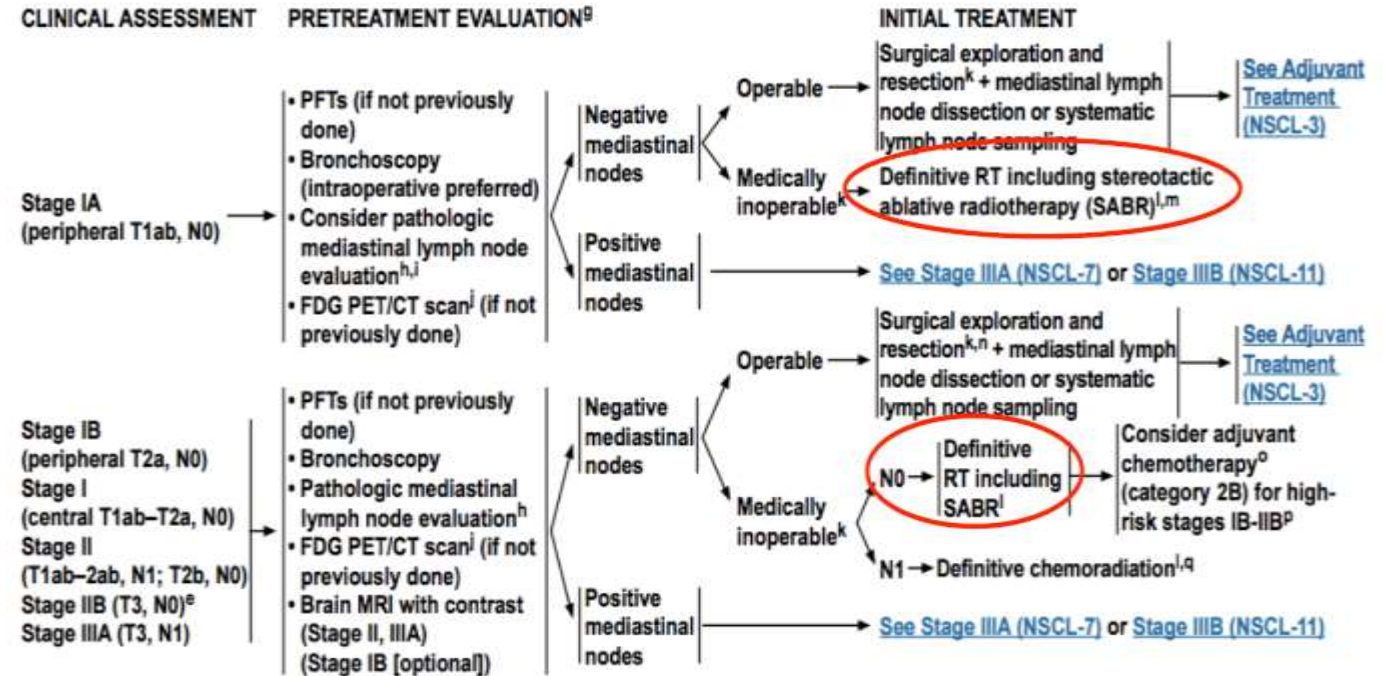 CLINICAL ASSESSMENT
PRETREATMENT EVALUATIONg
INITIAL TREATMENT
Stage IA
(peripheral T1ab, N0)
• PFTs (if not previously
done)
• Bronchoscopy
(intraoperative preferred)
• Consider pathologic
mediastinal lymph node
evaluationh,i
• FDG PET/CT scanj (if not
previously done)
Negative
mediastinal
nodes
Operable
Surgical exploration and
resectionk + mediastinal lymph
node dissection or systematic
lymph node sampling
See Adjuvant
Treatment
(NSCL-3)
Medically
inoperablek
Definitive RT including stereotactic
ablative radiotherapy (SABR)l,m
Positive
mediastinal
nodes
See Stage IIIA (NSCL-7) or Stage IIIB (NSCL-11)
Stage IB
(peripheral T2a, N0)
Stage I
(central T1ab–T2a, N0)
Stage II
(T1ab–2ab, N1; T2b, N0)
Stage IIB (T3, N0)e
Stage IIIA (T3, N1)
• PFTs (if not previously
done)
• Bronchoscopy
• Pathologic mediastinal
lymph node evaluationh
• FDG PET/CT scanj (if not
previously done)
• Brain MRI with contrast
(Stage II, IIIA)
(Stage IB [optional])
Negative
mediastinal
nodes
Operable
Surgical exploration and
resectionk,n + mediastinal lymph
node dissection or systematic
lymph node sampling
See Adjuvant
Treatment
(NSCL-3)
Medically
inoperablek
N0
Definitive
RT including
SABRl
Consider adjuvant
chemotherapyo
(category 2B) for high-
risk stages IB-IIBp
N1
Definitive chemoradiationl,q
Positive
mediastinal
nodes
See Stage IIIA (NSCL-7) or Stage IIIB (NSCL-11)